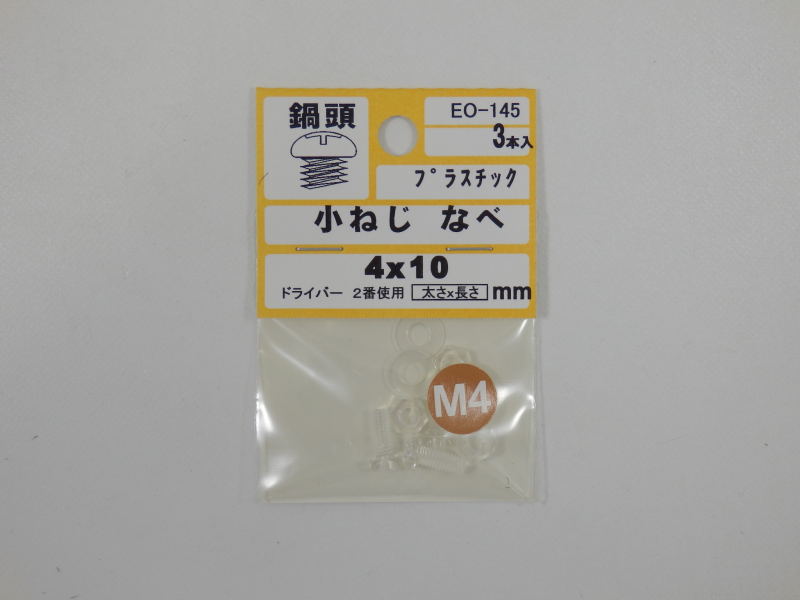 鍋頭
EO-145
3本入
プラスチック
小ねじ なべ
4x10
ドライバー 2番使用 太さx長さ mm
M4